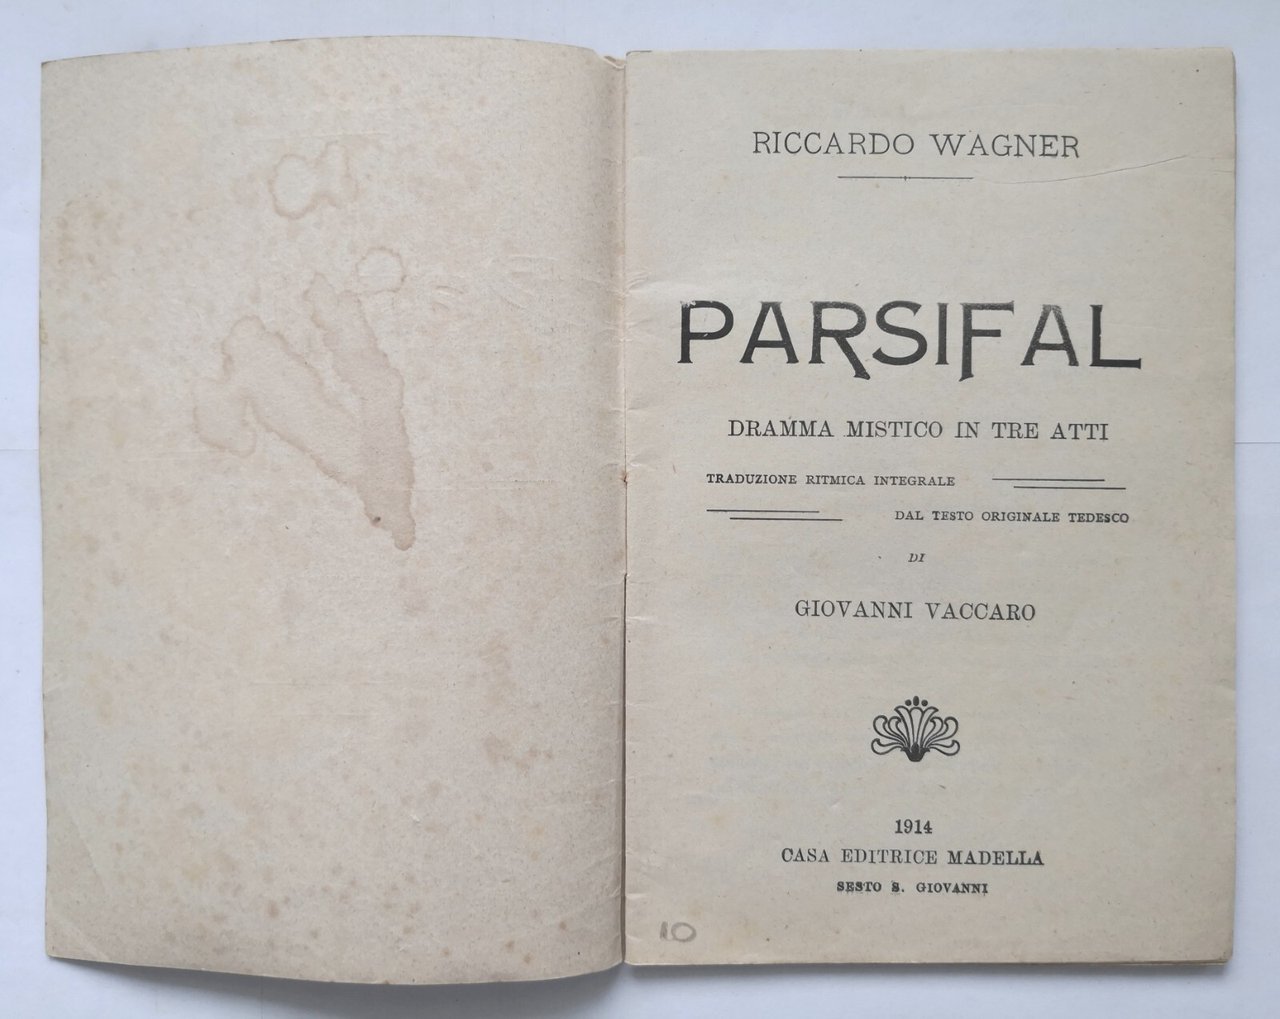 RICCARDO WAGNER
PARSIFAL
DRAMMA MISTICO IN TRE ATTI
TRADUZIONE RITMICA INTEGRALE
DAL TESTO ORIGINALE TEDESCO
DI
GIOVANNI VACCARO
1914
CASA EDITRICE MADELLA
SESTO S. GIOVANNI
10